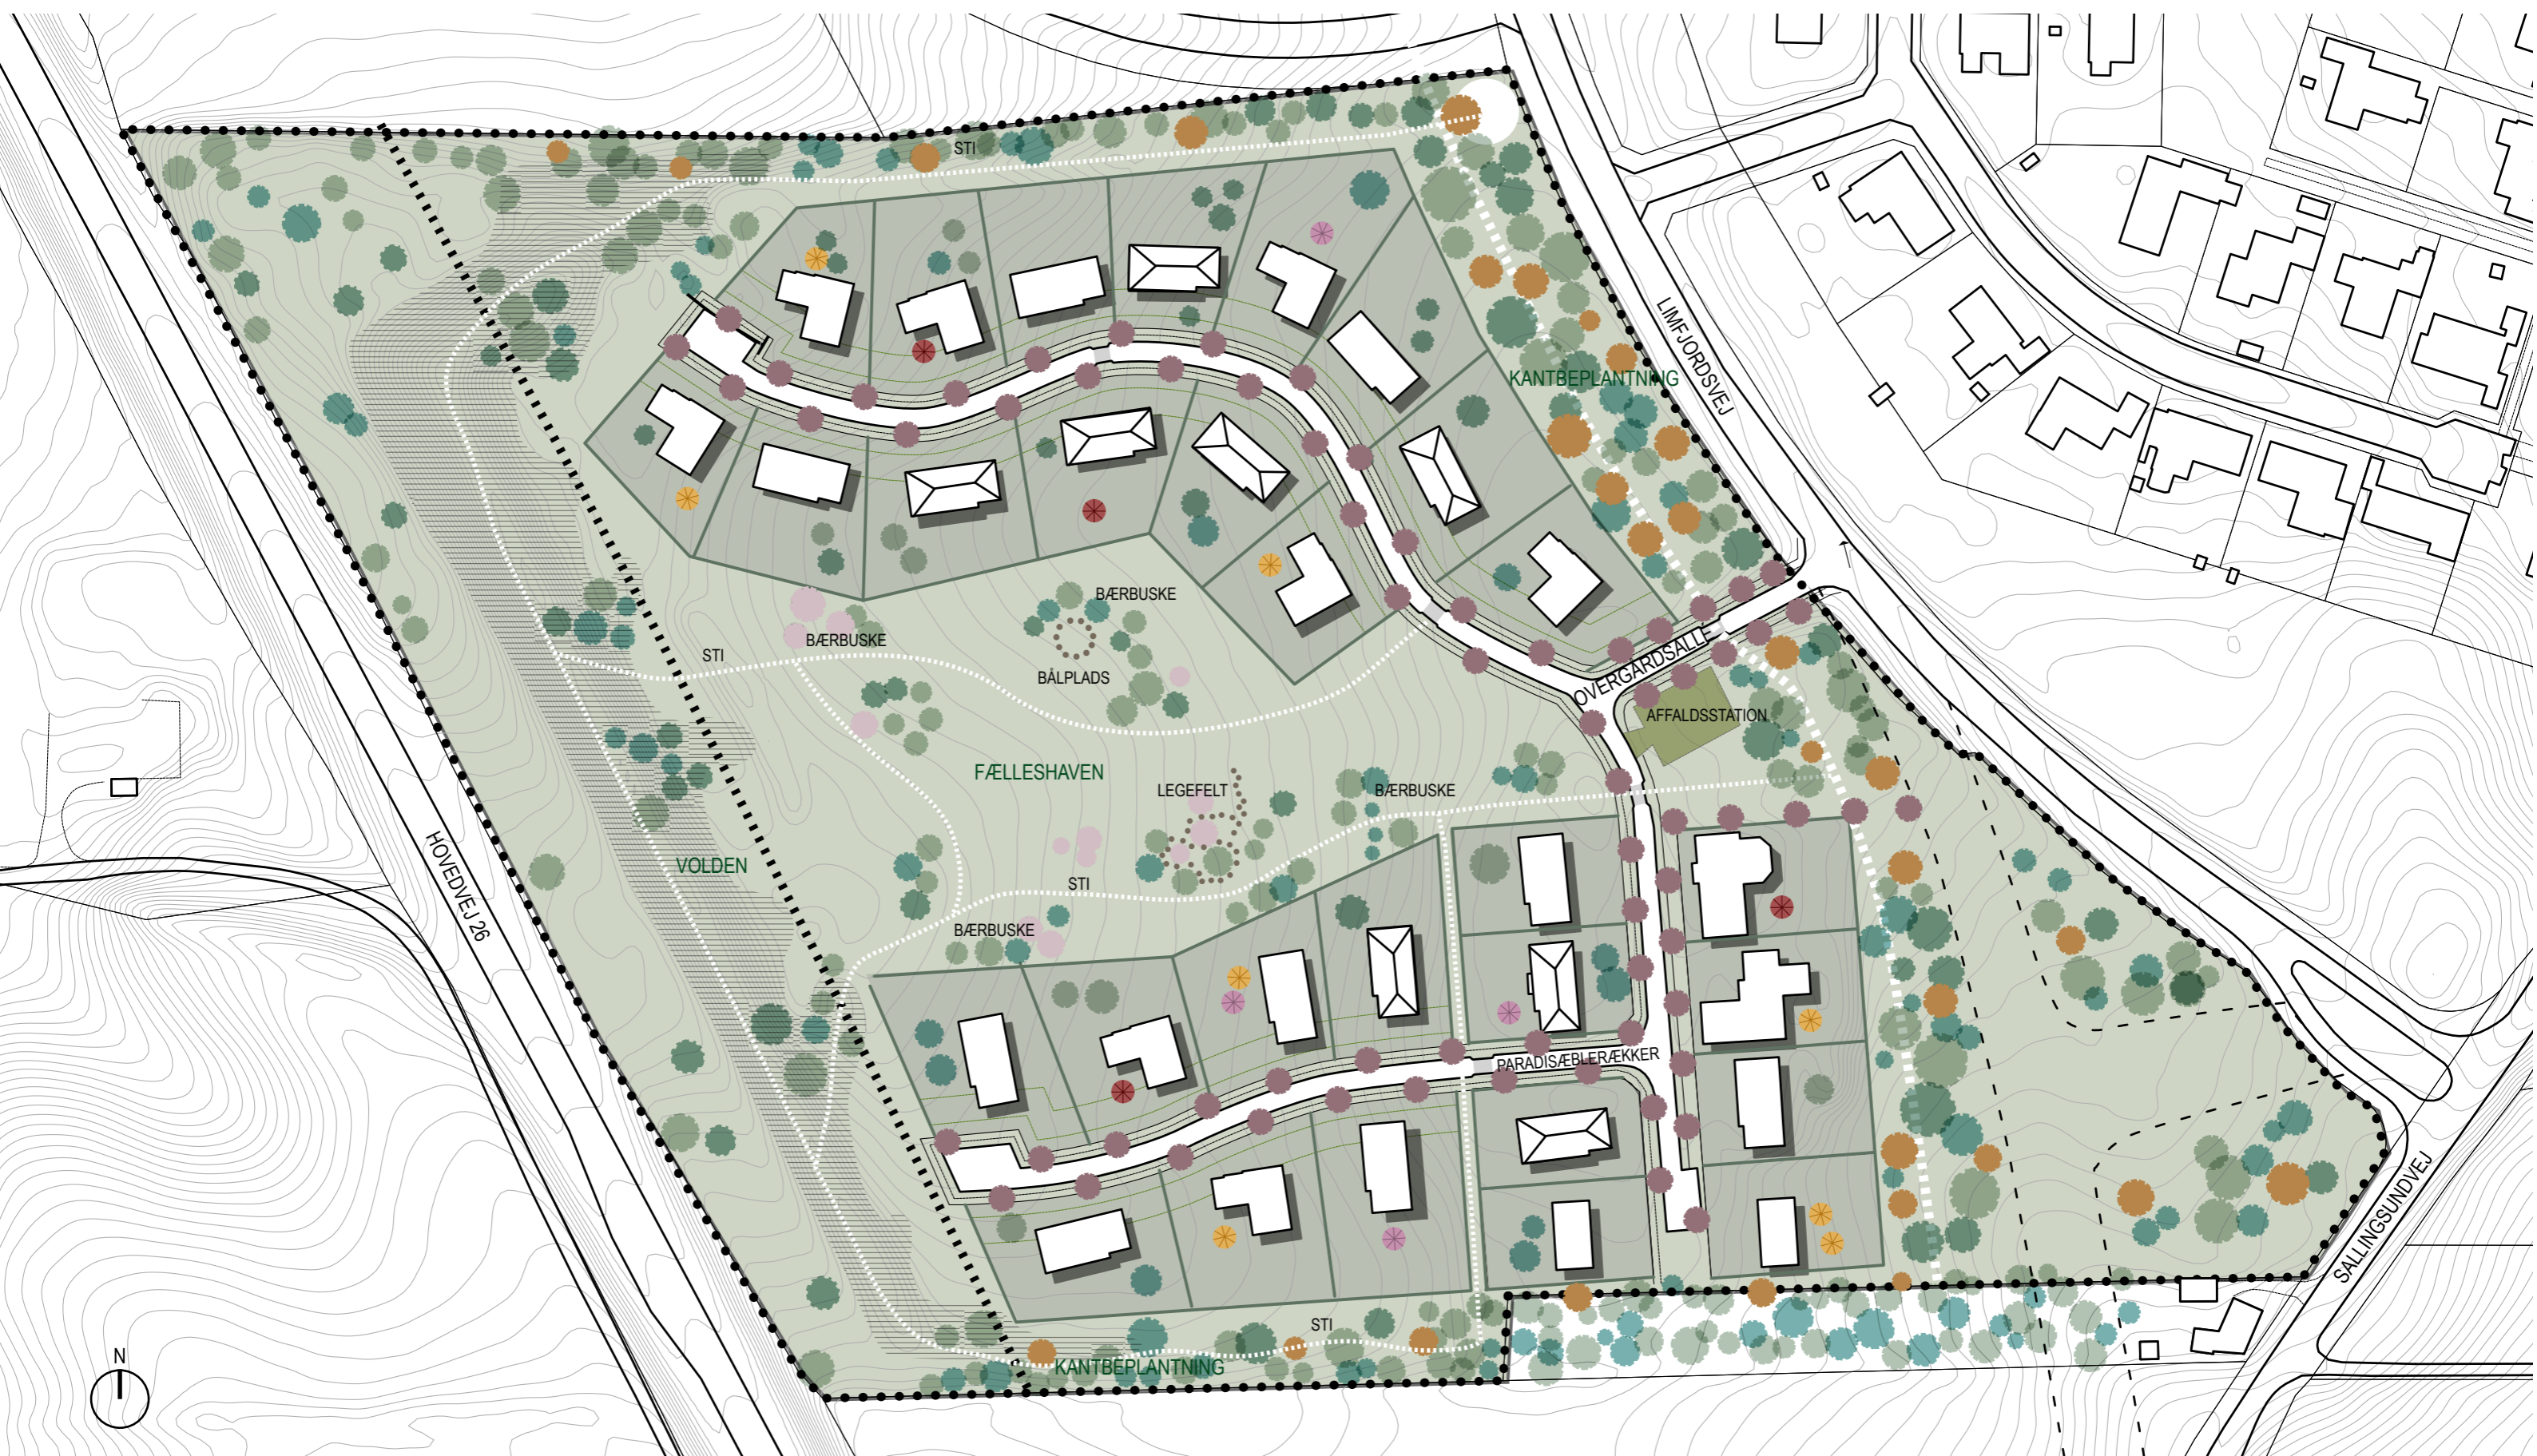 STI
LIMFJORDSVEJ
KANTBEPLANTNING
BÆRBUSKE
BÆRBUSKE
STI
BÅLPLADS
OVERGÅRDSALLE
AFFALDSSTATION
FÆLLESHAVEN
LEGEFELT
BÆRBUSKE
HOVEDVEJ 26
VOLDEN
STI
BÆRBUSKE
PARADISÆBLERÆKKER
SALLINGSUNDVEJ
STI
KANTBEPLANTNING
N